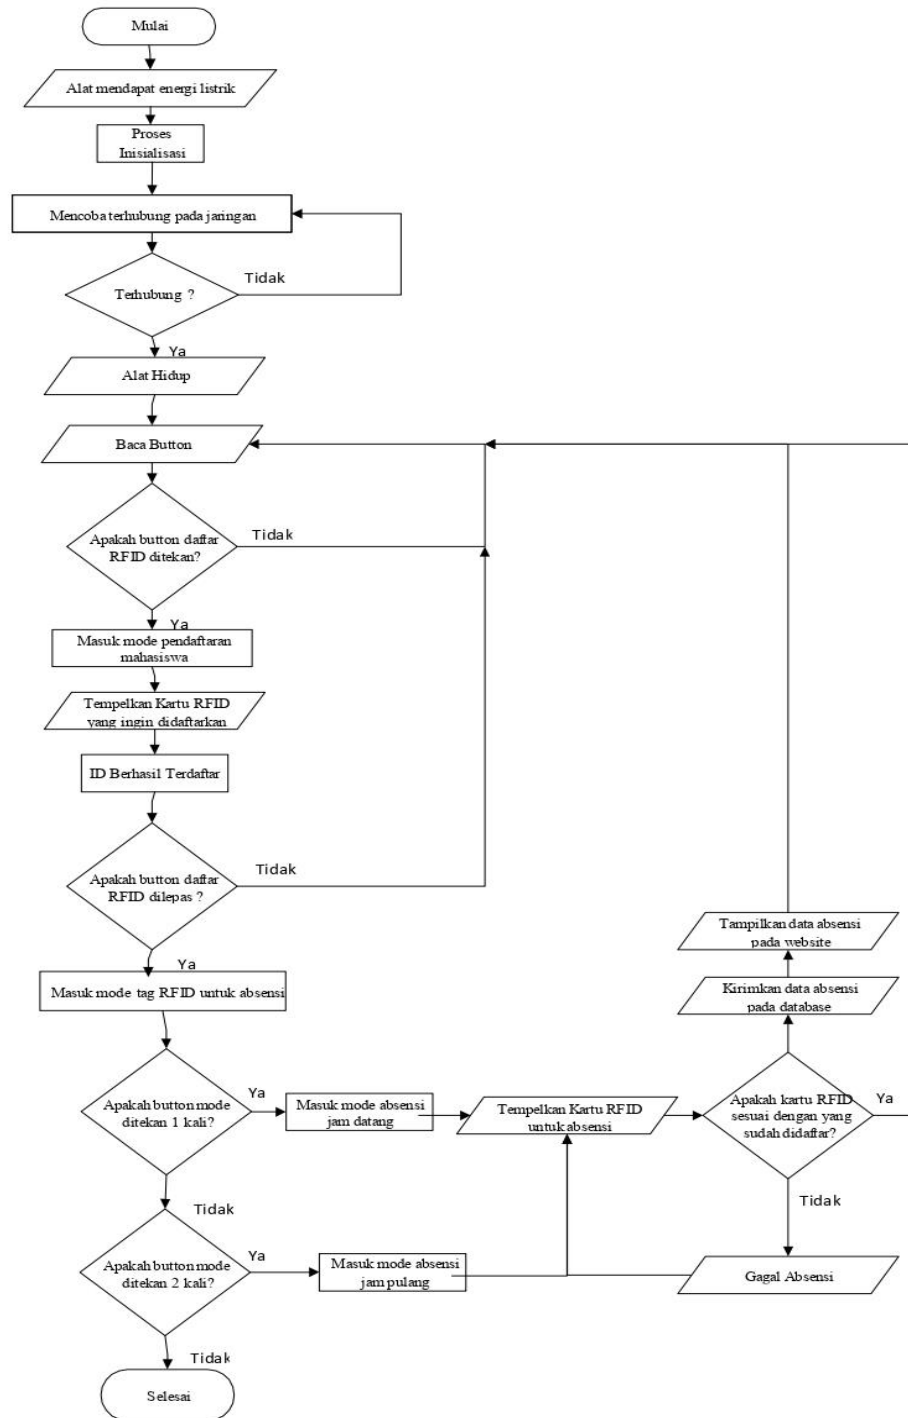 Mulai
Alat mendapat energi listrik
Proses
Inisialisasi
Mencoba terhubung pada jaringan
Tidak
Terhubung ?
Ya
Alat Hidup
Baca Button
Tidak
Apakah button daftar
RFID ditekan?
Ya
Masuk mode pendaftaran
mahasiswa
Tempelkan Kartu RFID
yang ingin didaftarkan
ID Berhasil Terdaftar
Tidak
Apakah button daftar
RFID dilepas ?
Ya
Masuk mode tag RFID untuk absensi
Apakah button mode
ditekan 1 kali?
Ya
Masuk mode absensi
jam datang
Tempelkan Kartu RFID
untuk absensi
Apakah kartu RFID
sesuai dengan yang
sudah didaftar?
Ya
Kirimkan data absensi
pada database
Tampilkan data absensi
pada website
Tidak
Gagal Absensi
Tidak
Apakah button mode
ditekan 2 kali?
Ya
Masuk mode absensi
jam pulang
Tidak
Selesai